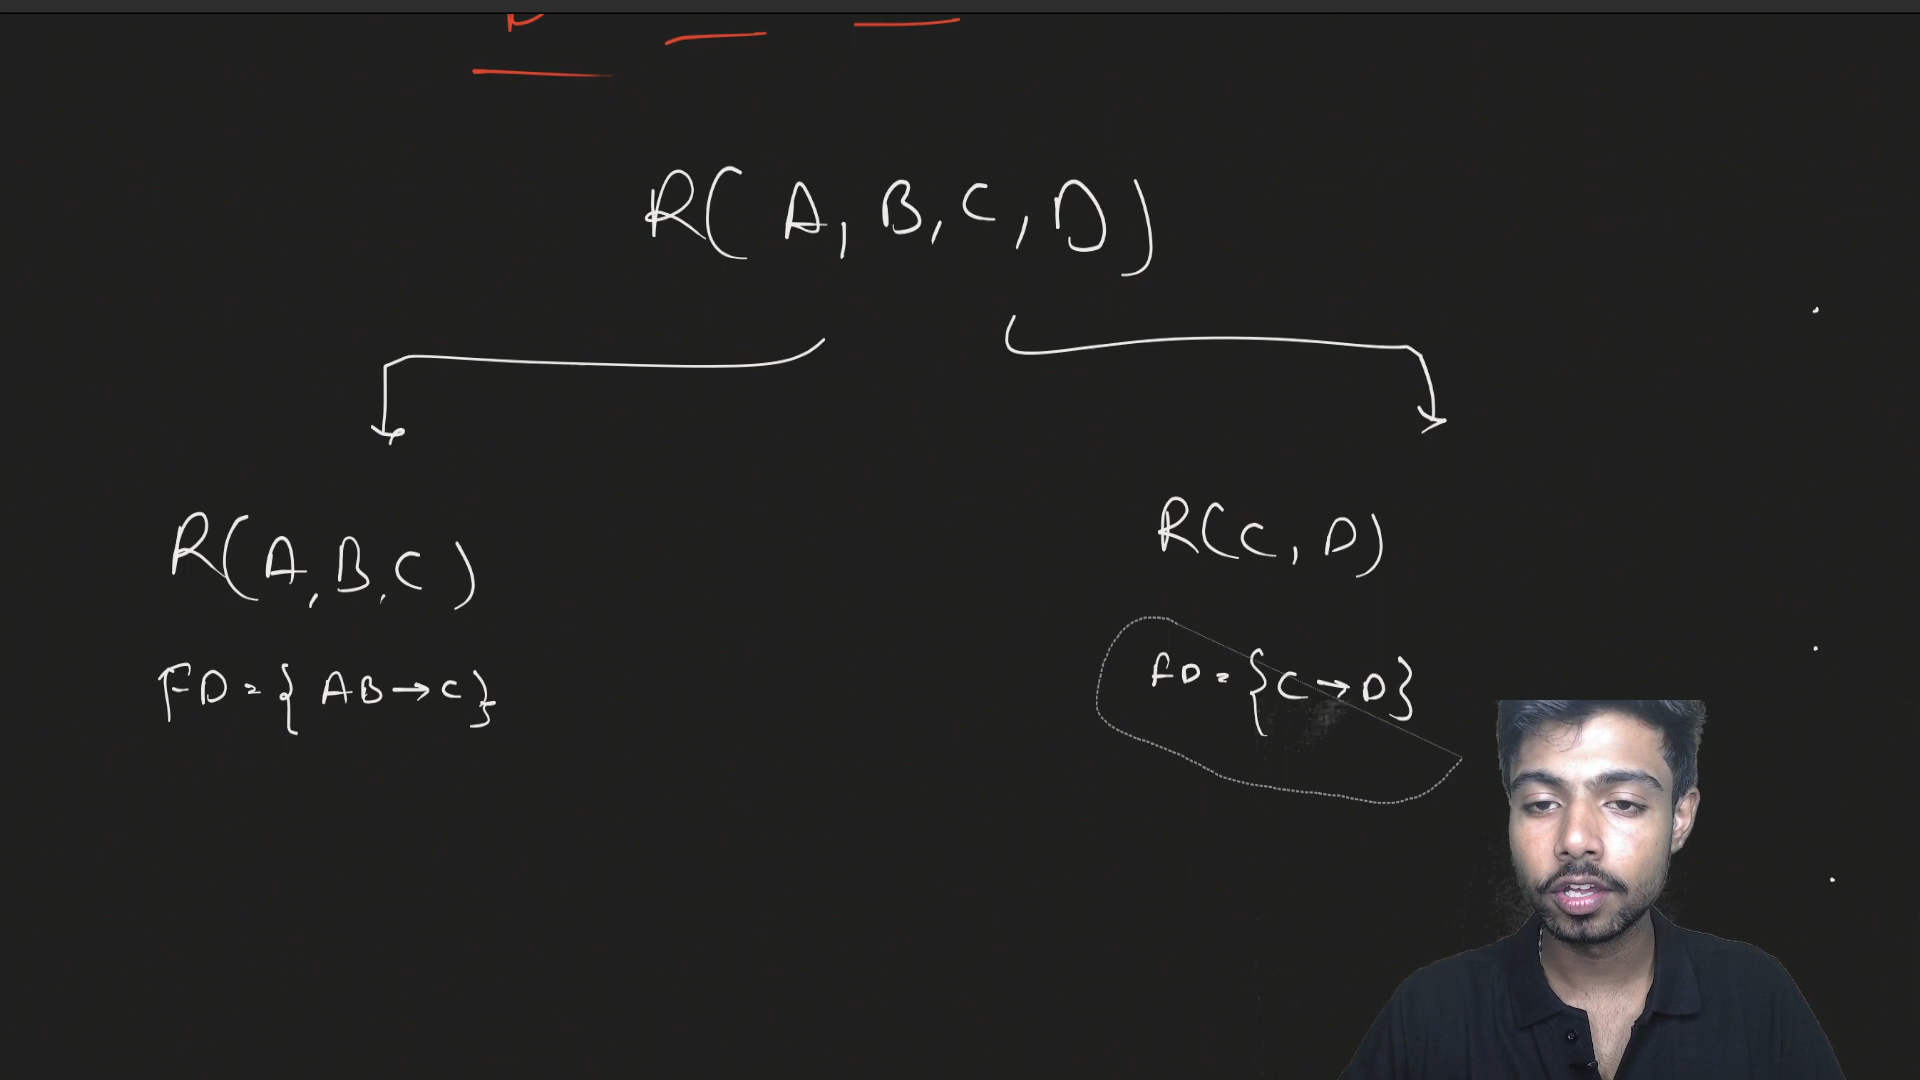 R( A, B, C, D)
R(A, B, C)
R(C, D)
FD = { AB → C}
FD = {C → D}